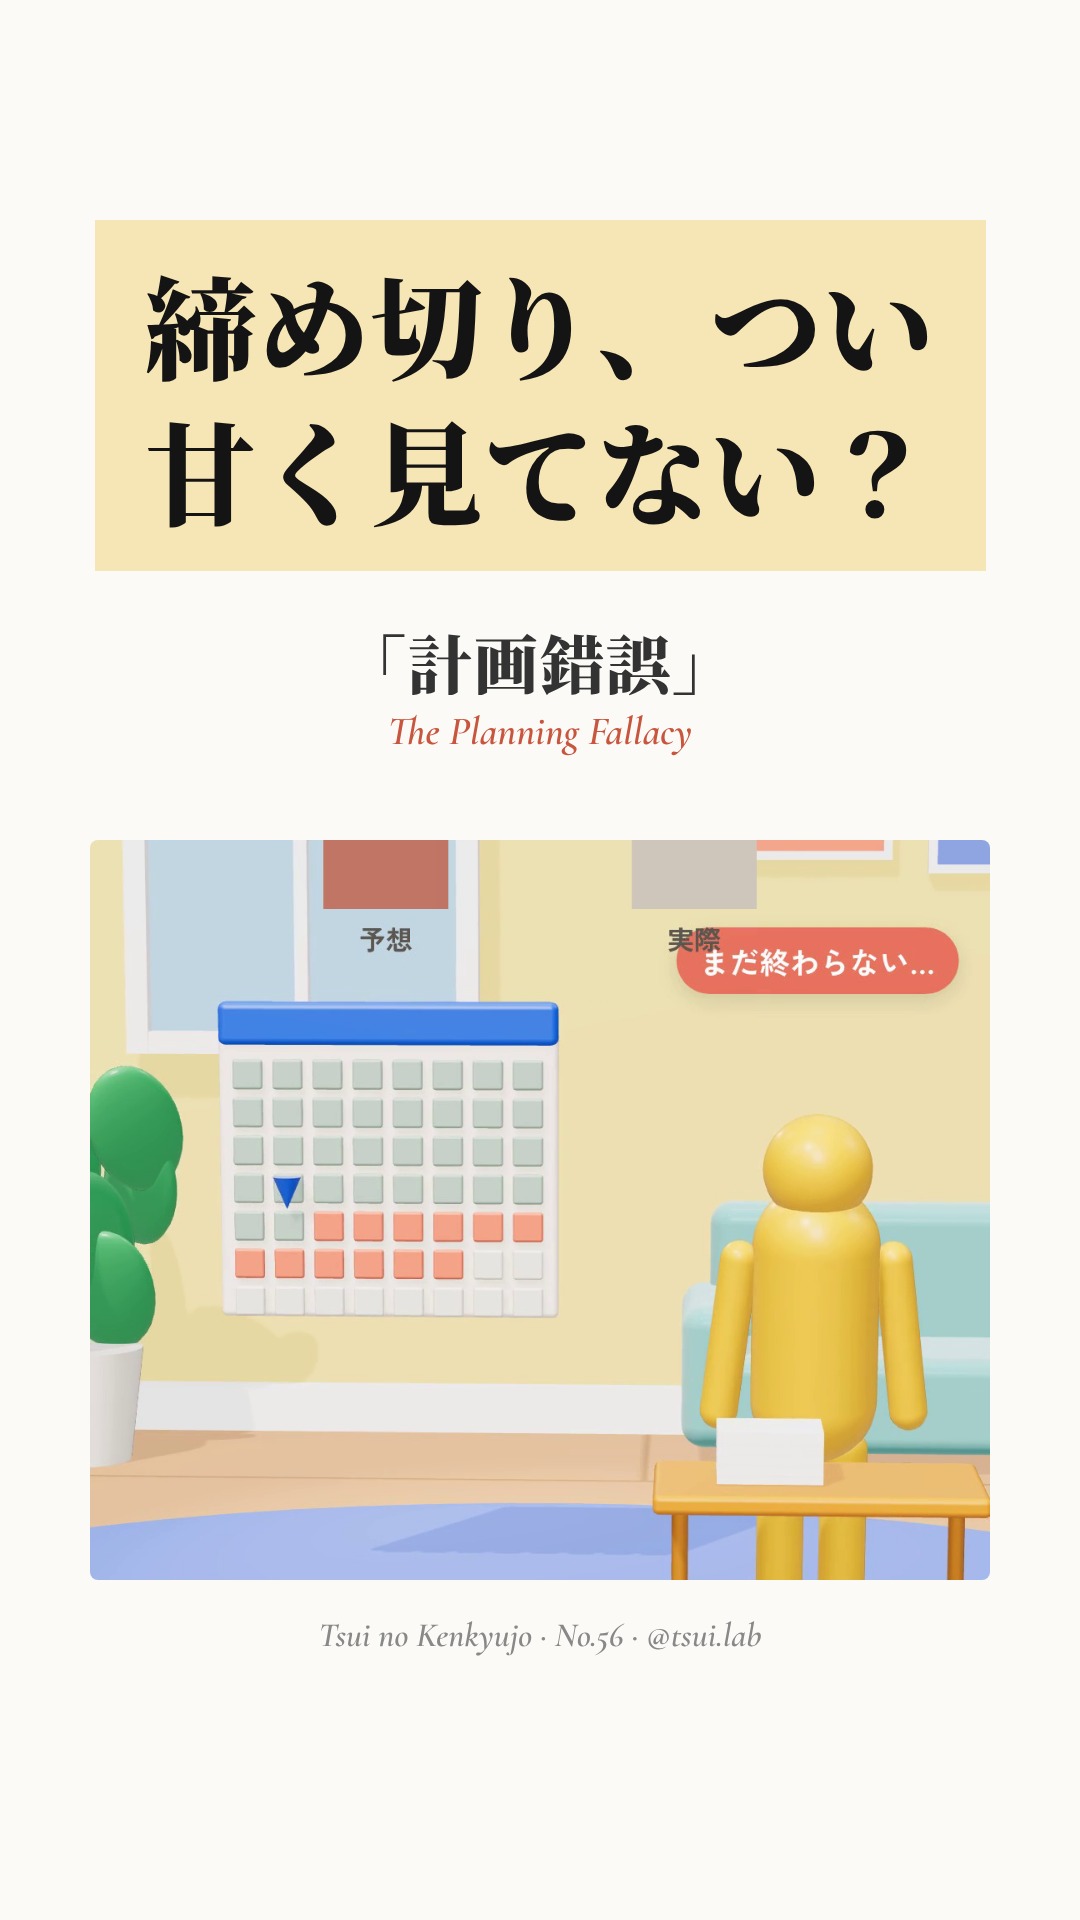 締め切り、つい
甘く見てない？
「計画錯誤」
The Planning Fallacy
予想
実際
まだ終わらない...
Tsui no Kenkyujo · No.56 · @tsui.lab